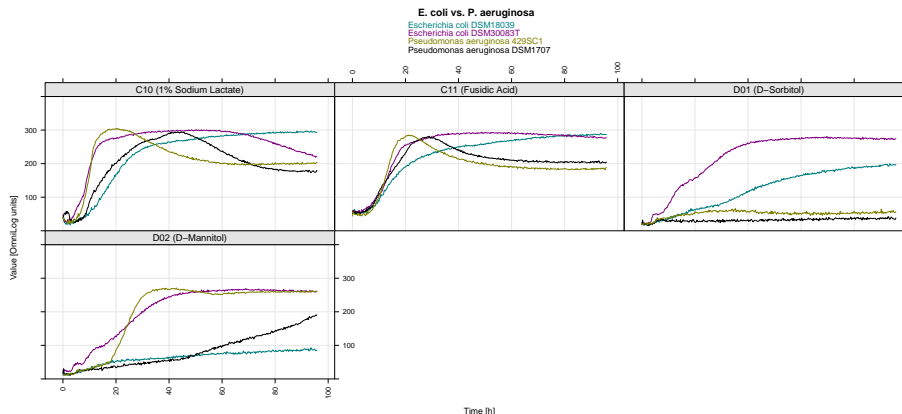 E. coli vs. P. aeruginosa
Escherichia coli DSM18039
Escherichia coli DSM30083T
Pseudomonas aeruginosa 429SC1
Pseudomonas aeruginosa DSM1707
0 20 40 60 80 100
C10 (1% Sodium Lactate)
C11 (Fusidic Acid)
D01 (D−Sorbitol)
300
200
100
Value [OmniLog units]
D02 (D−Mannitol)
300
200
100
0 20 40 60 80 100
Time [h]